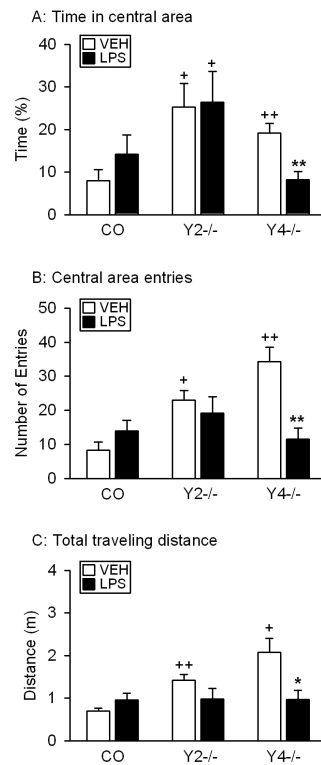 A: Time in central area
40
30
20
10
0
Time (%)
VEH
LPS
+
+
++
**
CO
Y2-/-
Y4-/-
B: Central area entries
50
40
30
20
10
0
Number of Entries
VEH
LPS
+
++
**
CO
Y2-/-
Y4-/-
C: Total traveling distance
4
3
2
1
0
Distance (m)
VEH
LPS
++
+
*
CO
Y2-/-
Y4-/-